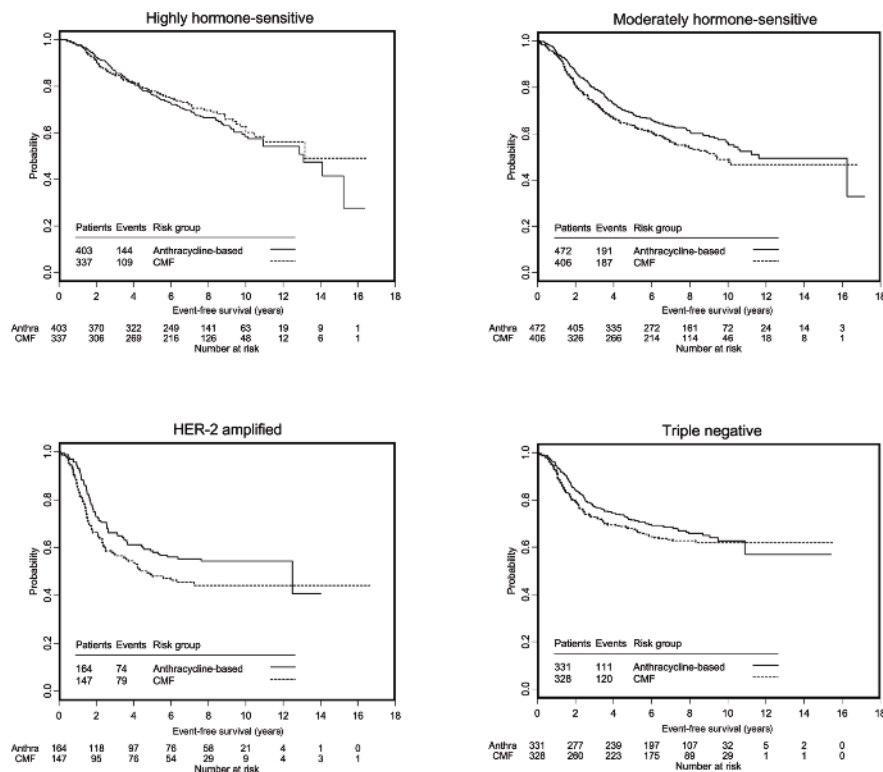 Highly hormone-sensitive
1.0
0.8
0.6
0.4
0.2
0.0
Probability
Patients Events Risk group
403 144 Anthracycline-based
337 109 CMF
0 2 4 6 8 10 12 14 16 18
Event-free survival (years)
Anthra 403 370 322 249 141 63 19 9 1
CMF 337 306 269 216 126 48 12 6 1
Number at risk
Moderately hormone-sensitive
1.0
0.8
0.6
0.4
0.2
0.0
Probability
Patients Events Risk group
472 191 Anthracycline-based
406 187 CMF
0 2 4 6 8 10 12 14 16 18
Event-free survival (years)
Anthra 472 405 335 272 161 72 24 14 3
CMF 406 326 266 214 114 46 18 8 1
Number at risk
HER-2 amplified
1.0
0.8
0.6
0.4
0.2
0.0
Probability
Patients Events Risk group
164 74 Anthracycline-based
147 79 CMF
0 2 4 6 8 10 12 14 16 18
Event-free survival (years)
Anthra 164 118 97 76 58 21 4 1 0
CMF 147 95 76 54 29 9 4 3 1
Number at risk
Triple negative
1.0
0.8
0.6
0.4
0.2
0.0
Probability
Patients Events Risk group
331 111 Anthracycline-based
328 120 CMF
0 2 4 6 8 10 12 14 16 18
Event-free survival (years)
Anthra 331 277 239 197 107 32 5 2 0
CMF 328 260 223 175 89 29 1 1 0
Number at risk